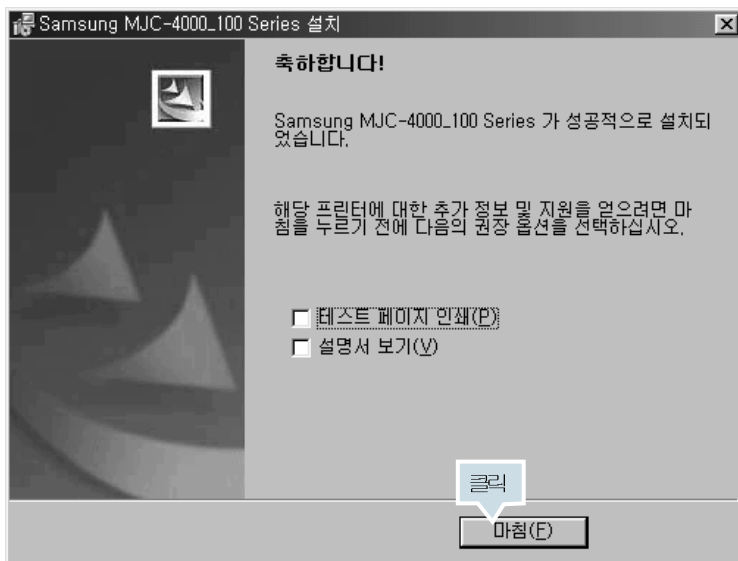 Samsung MJC-4000_100 Series 설치
축하합니다!
Samsung MJC-4000_100 Series 가 성공적으로 설치되
었습니다.
해당 프린터에 대한 추가 정보 및 지원을 얻으려면 마
침을 누르기 전에 다음의 권장 옵션을 선택하십시오.
테스트 페이지 인쇄(P)
설명서 보기(V)
클릭
마침(F)